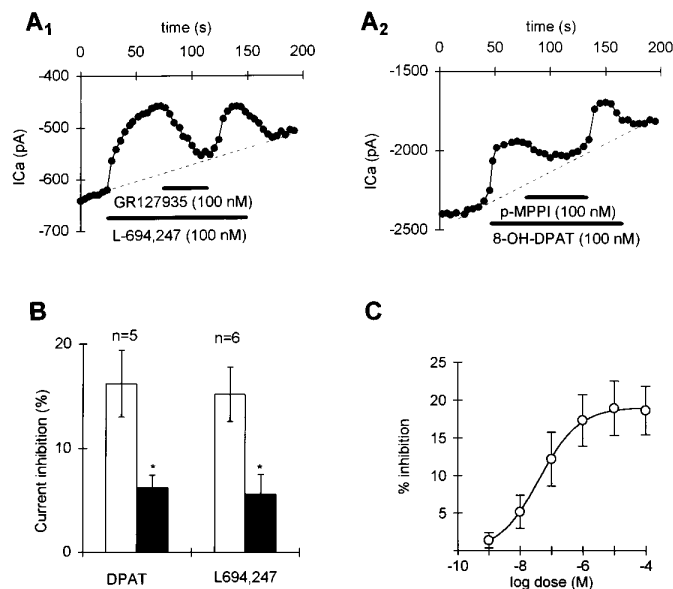 A1
time (s)
0 50 100 150 200
-400
-500
-600
-700
ICa (pA)
GR127935 (100 nM)
L-694,247 (100 nM)
A2
time (s)
0 50 100 150 200
-1500
-2000
-2500
ICa (pA)
p-MPPI (100 nM)
8-OH-DPAT (100 nM)
B
20
10
0
Current inhibition (%)
n=5
n=6
*
*
DPAT
L694,247
C
25
20
15
10
5
% inhibition
-10 -8 -6 -4
log dose (M)